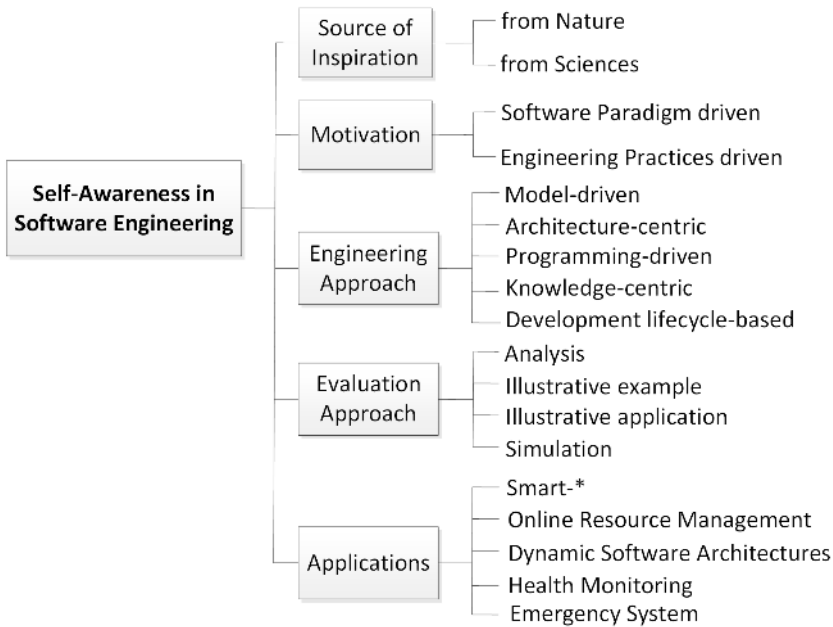 Self-Awareness in
Software Engineering
Source of
Inspiration
from Nature
from Sciences
Motivation
Software Paradigm driven
Engineering Practices driven
Engineering
Approach
Model-driven
Architecture-centric
Programming-driven
Knowledge-centric
Development lifecycle-based
Evaluation
Approach
Analysis
Illustrative example
Illustrative application
Simulation
Applications
Smart-*
Online Resource Management
Dynamic Software Architectures
Health Monitoring
Emergency System